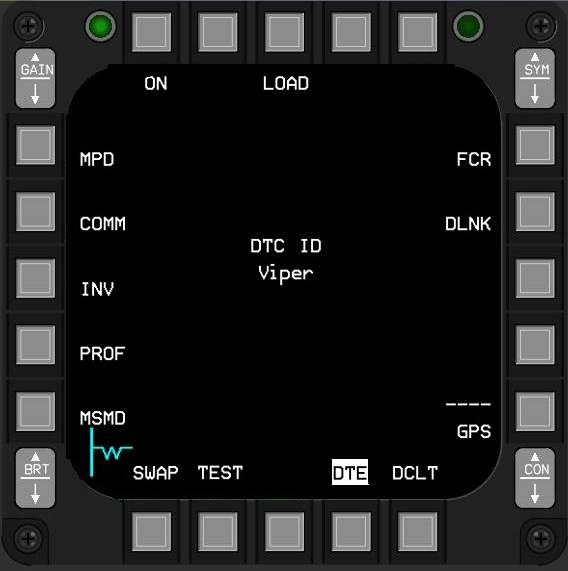 GAIN
SYM
ON LOAD
MPD FCR
COMM DLNK
DTC ID
Viper
INV
PROF
MSMD
----
GPS
BRT
CON
SWAP TEST DTE DCLT